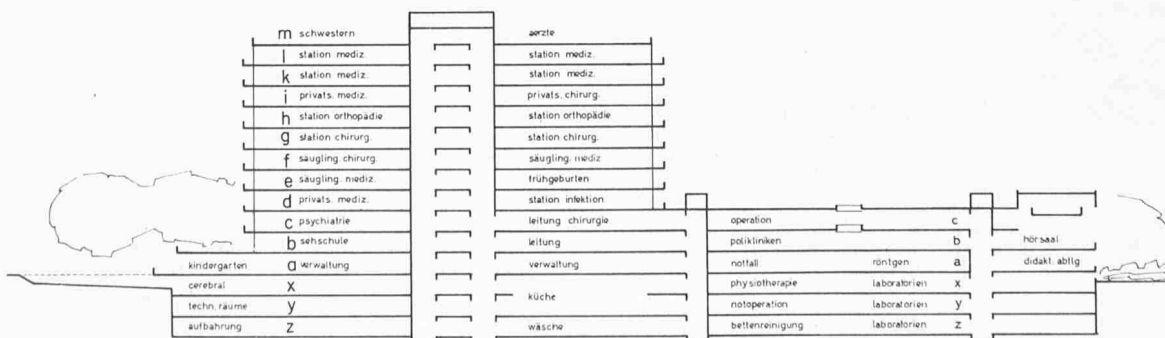 m schwestern aerzte
l station mediz. station mediz.
k station mediz. station mediz.
i privats. mediz. privats. chirurg.
h station orthopädie station orthopädie
g station chirurg. station chirurg.
f säugling. chirurg. säugling. mediz
e säugling. mediz. frühgeburten
d privats. mediz. station infektion
c psychiatrie leitung chirurgie operation c
b sehschule leitung polikliniken b hörsaal
kindergarten a verwaltung verwaltung notfall röntgen a didakt. abtlg
cerebral x physiotherapie laboratorien x
küche
techn. räume y notoperation laboratorien y
aufbahrung z wäsche bettenreinigung laboratorien z